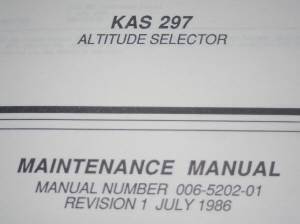 KAS 297
ALTITUDE SELECTOR
MAINTENANCE MANUAL
MANUAL NUMBER 006-5202-01
REVISION 1 JULY 1986